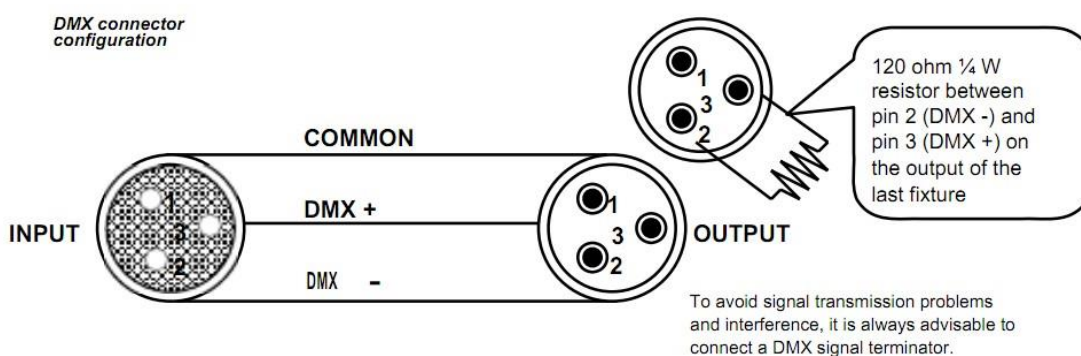 DMX connector
configuration
120 ohm ¼ W
resistor between
pin 2 (DMX -) and
pin 3 (DMX +) on
the output of the
last fixture
1
3
2
COMMON
INPUT
1
3
2
DMX +
DMX -
1
3
2
OUTPUT
To avoid signal transmission problems
and interference, it is always advisable to
connect a DMX signal terminator.